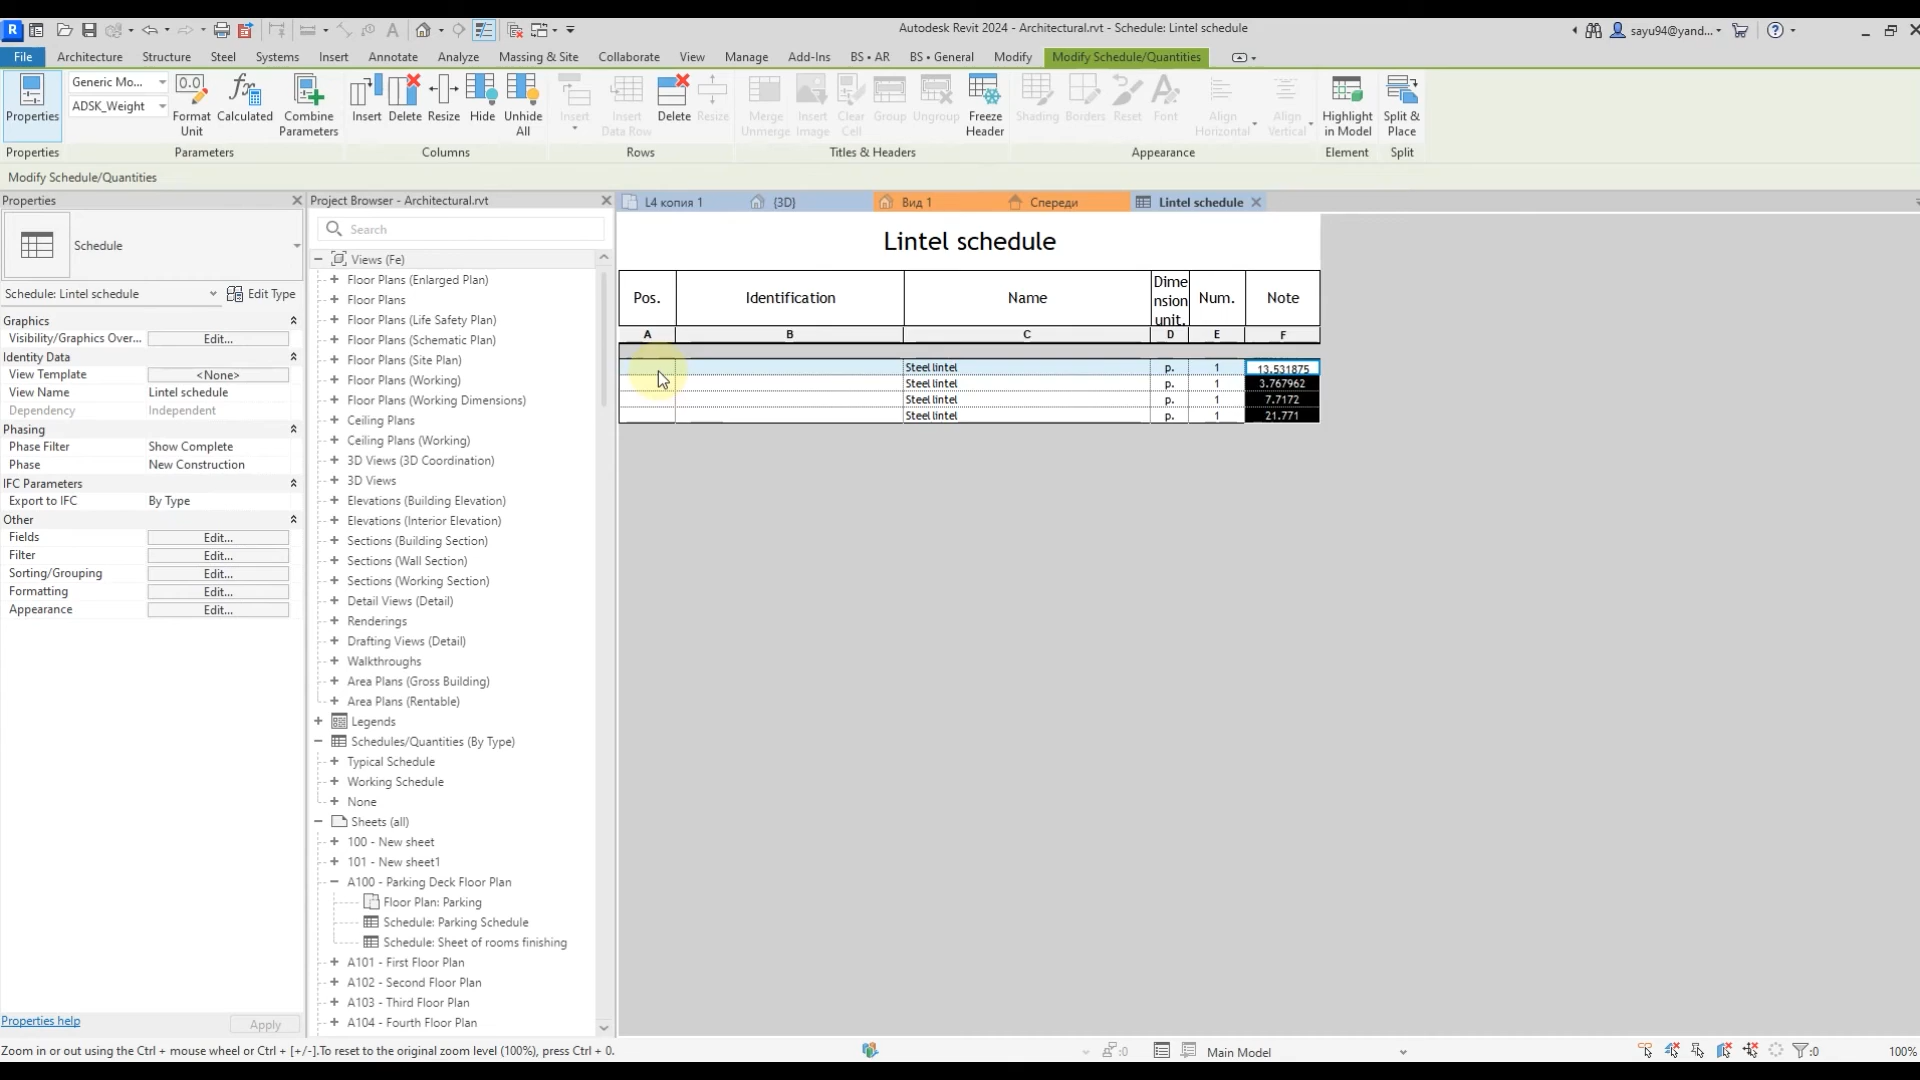 Autodesk Revit 2024 - Architectural.rvt - Schedule: Lintel schedule
sayu94@yand...
File Architecture Structure Steel Systems Insert Annotate Analyze Massing & Site Collaborate View Manage Add-Ins BS • AR BS • General Modify Modify Schedule/Quantities
Generic Mo...
ADSK_Weight
Properties
Format Unit
Calculated
Combine Parameters
Insert
Delete
Resize
Hide
Unhide All
Insert
Insert Data Row
Delete
Resize
Merge Unmerge
Insert Image
Clear Cell
Group
Ungroup
Freeze Header
Shading
Borders
Reset
Font
Align Horizontal
Align Vertical
Highlight in Model
Split & Place
Properties Parameters Columns Rows Titles & Headers Appearance Element Split
Modify Schedule/Quantities
Properties
Schedule
Schedule: Lintel schedule
Edit Type
Graphics
Visibility/Graphics Over... Edit...
Identity Data
View Template <None>
View Name Lintel schedule
Dependency Independent
Phasing
Phase Filter Show Complete
Phase New Construction
IFC Parameters
Export to IFC By Type
Other
Fields Edit...
Filter Edit...
Sorting/Grouping Edit...
Formatting Edit...
Appearance Edit...
Properties help
Apply
Project Browser - Architectural.rvt
Search
Views (Fe)
Floor Plans (Enlarged Plan)
Floor Plans
Floor Plans (Life Safety Plan)
Floor Plans (Schematic Plan)
Floor Plans (Site Plan)
Floor Plans (Working)
Floor Plans (Working Dimensions)
Ceiling Plans
Ceiling Plans (Working)
3D Views (3D Coordination)
3D Views
Elevations (Building Elevation)
Elevations (Interior Elevation)
Sections (Building Section)
Sections (Wall Section)
Sections (Working Section)
Detail Views (Detail)
Renderings
Drafting Views (Detail)
Walkthroughs
Area Plans (Gross Building)
Area Plans (Rentable)
Legends
Schedules/Quantities (By Type)
Typical Schedule
Working Schedule
None
Sheets (all)
100 - New sheet
101 - New sheet1
A100 - Parking Deck Floor Plan
Floor Plan: Parking
Schedule: Parking Schedule
Schedule: Sheet of rooms finishing
A101 - First Floor Plan
A102 - Second Floor Plan
A103 - Third Floor Plan
A104 - Fourth Floor Plan
L4 копия 1
{3D}
Вид 1
Спереди
Lintel schedule
Lintel schedule
Pos. Identification Name Dimension unit. Num. Note
A B C D E F
Steel lintel p. 1 13.531875
Steel lintel p. 1 3.767962
Steel lintel p. 1 7.7172
Steel lintel p. 1 21.771
Zoom in or out using the Ctrl + mouse wheel or Ctrl + [+/-].To reset to the original zoom level (100%), press Ctrl + 0.
:0
Main Model
:0
100%